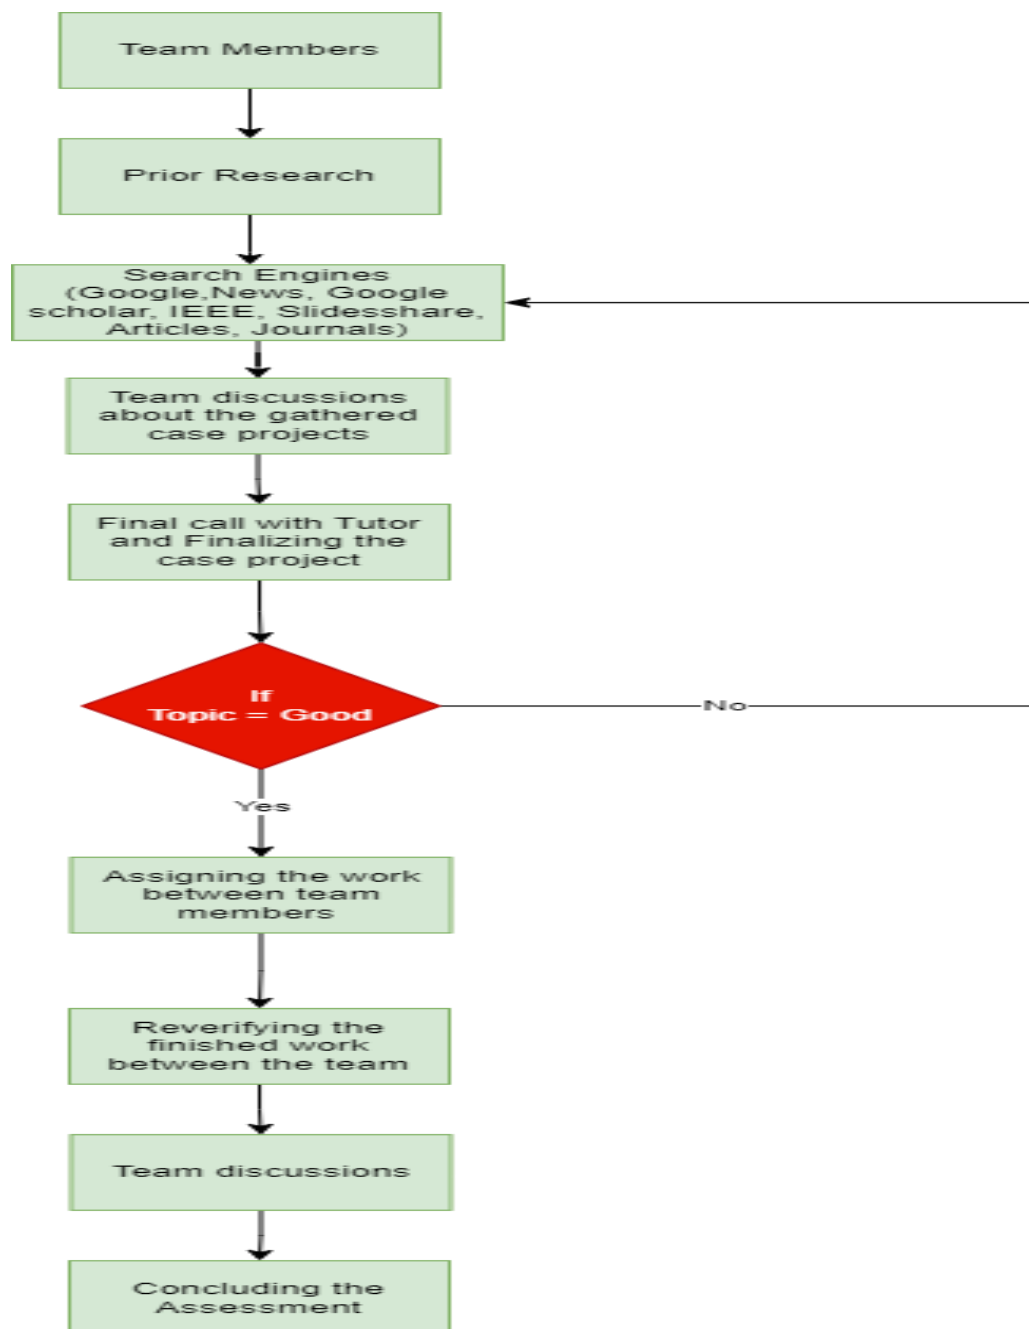 Team Members
Prior Research
Search Engines
(Google,News, Google
scholar, IEEE, Slidesshare,
Articles, Journals)
Team discussions
about the gathered
case projects
Final call with Tutor
and Finalizing the
case project
If
Topic = Good
No
Yes
Assigning the work
between team
members
Reverifying the
finished work
between the team
Team discussions
Concluding the
Assessment